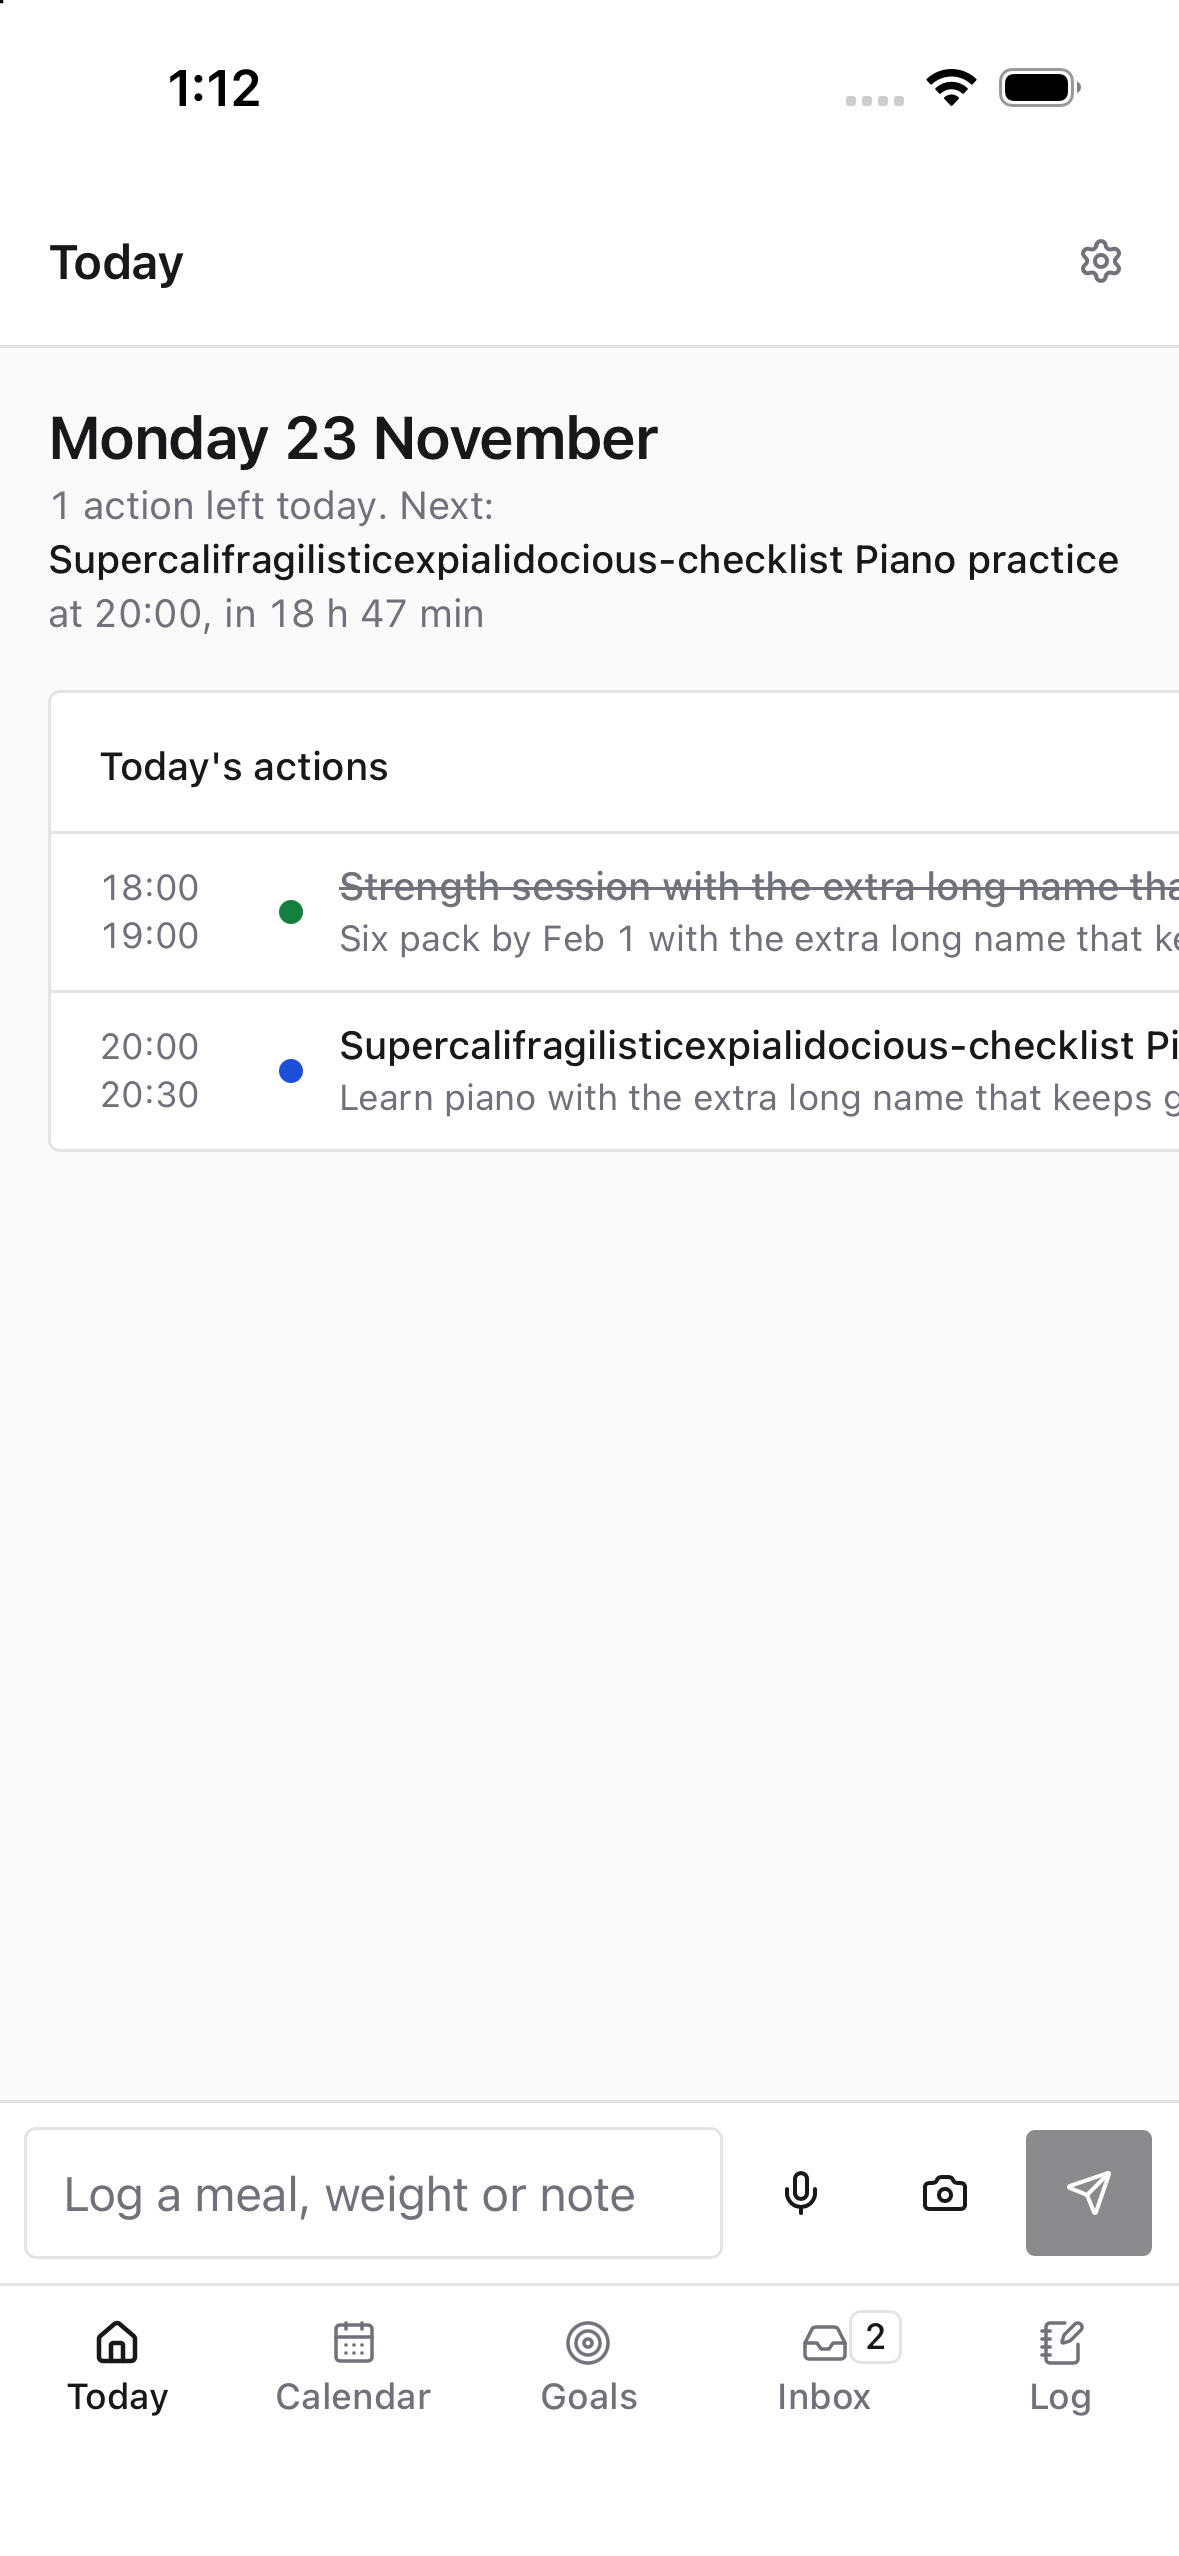 1:12
Today
Monday 23 November
1 action left today. Next:
Supercalifragilisticexpialidocious-checklist Piano practice
at 20:00, in 18 h 47 min
Today's actions
18:00
Strength session with the extra long name
19:00
Six pack by Feb 1 with the extra long name that
20:00
Supercalifragilisticexpialidocious-checklist
20:30
Learn piano with the extra long name that keeps
Log a meal, weight or note
2
Today
Calendar
Goals
Inbox
Log